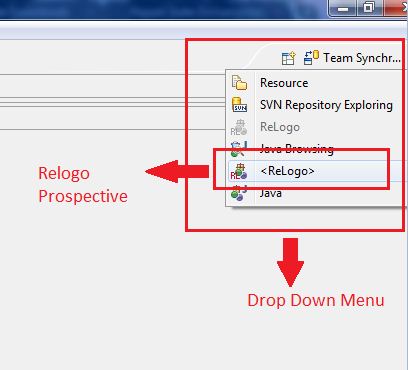 Team Synchr...
Resource
SVN Repository Exploring
ReLogo
Java Browsing
<ReLogo>
Java
Relogo
Prospective
Drop Down Menu